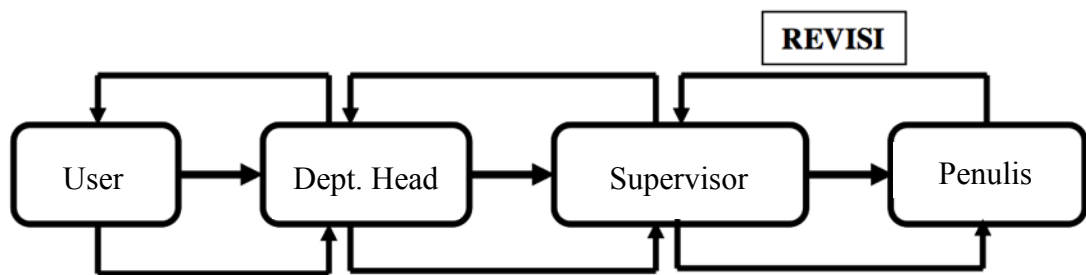 REVISI
User
Dept. Head
Supervisor
Penulis